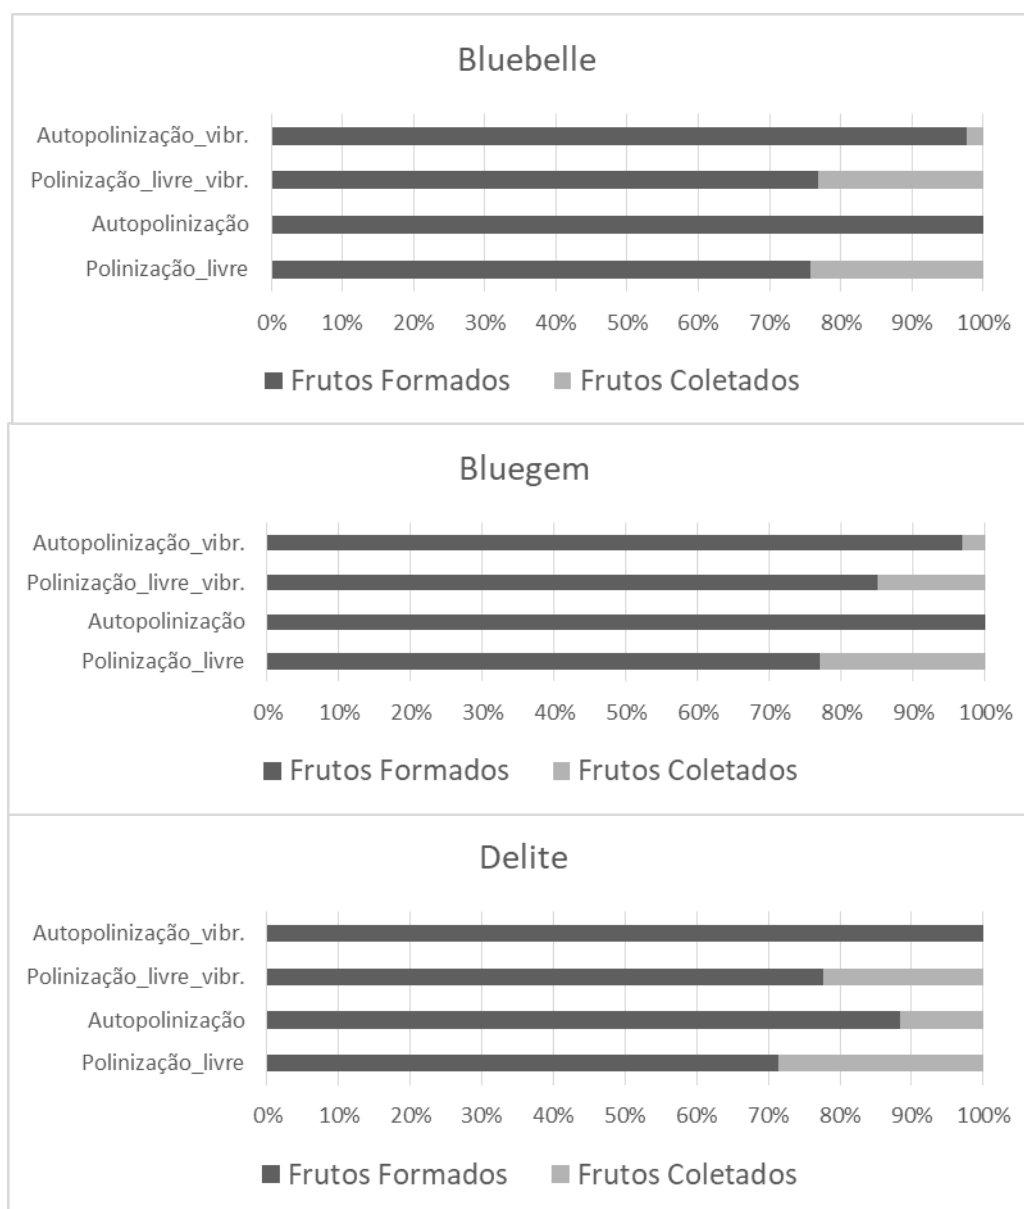 Bluebelle
Autopolinização_vibr.
Polinização_livre_vibr.
Autopolinização
Polinização_livre
0% 10% 20% 30% 40% 50% 60% 70% 80% 90% 100%
Frutos Formados Frutos Coletados
Bluegem
Autopolinização_vibr.
Polinização_livre_vibr.
Autopolinização
Polinização_livre
0% 10% 20% 30% 40% 50% 60% 70% 80% 90% 100%
Frutos Formados Frutos Coletados
Delite
Autopolinização_vibr.
Polinização_livre_vibr.
Autopolinização
Polinização_livre
0% 10% 20% 30% 40% 50% 60% 70% 80% 90% 100%
Frutos Formados Frutos Coletados